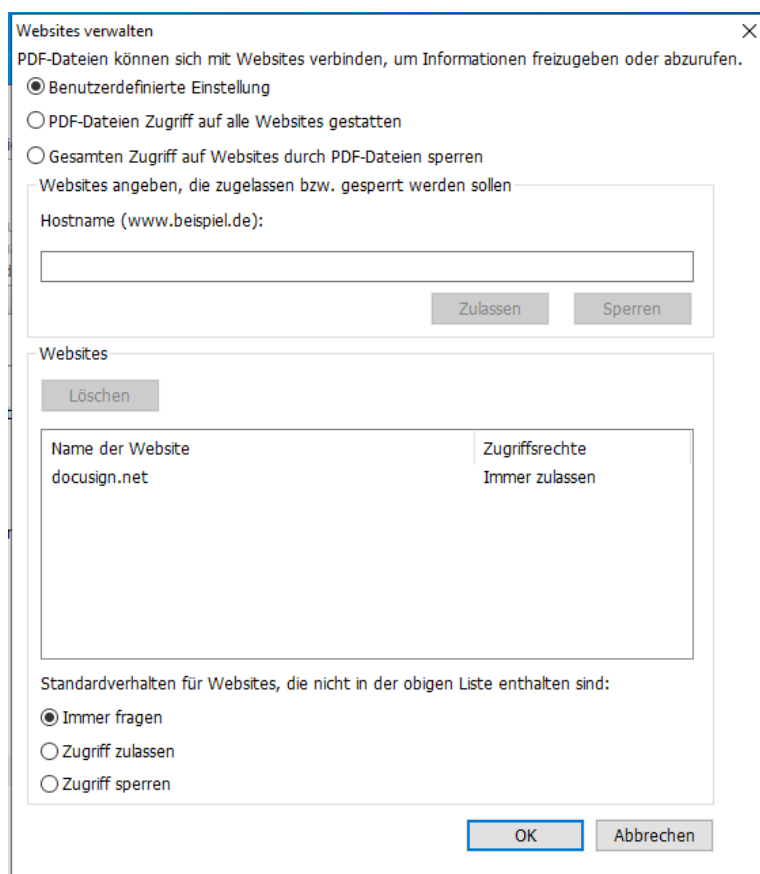 Websites verwalten
PDF-Dateien können sich mit Websites verbinden, um Informationen freizugeben oder abzurufen.
Benutzerdefinierte Einstellung
PDF-Dateien Zugriff auf alle Websites gestatten
Gesamten Zugriff auf Websites durch PDF-Dateien sperren
Websites angeben, die zugelassen bzw. gesperrt werden sollen
Hostname (www.beispiel.de):
Zulassen Sperren
Websites
Löschen
Name der Website Zugriffsrechte
docusign.net Immer zulassen
Standardverhalten für Websites, die nicht in der obigen Liste enthalten sind:
Immer fragen
Zugriff zulassen
Zugriff sperren
OK Abbrechen